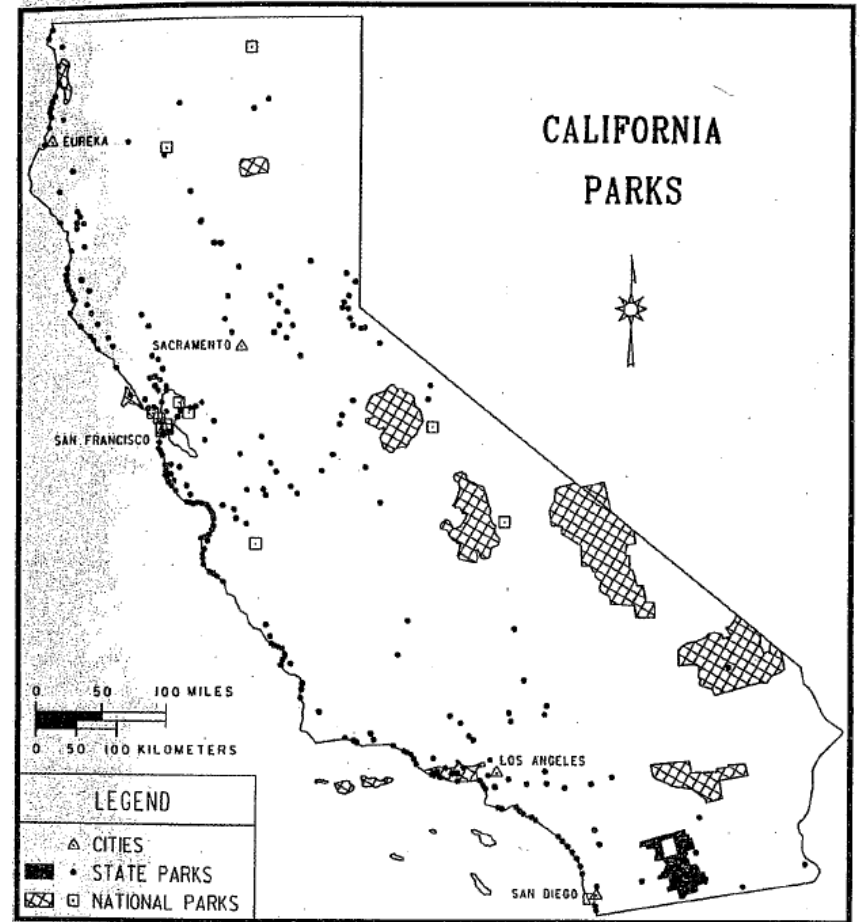 CALIFORNIA
PARKS
EUREKA
SACRAMENTO
SAN FRANCISCO
0 50 100 MILES
0 50 100 KILOMETERS
LOS ANGELES
LEGEND
CITIES
STATE PARKS
NATIONAL PARKS
SAN DIEGO